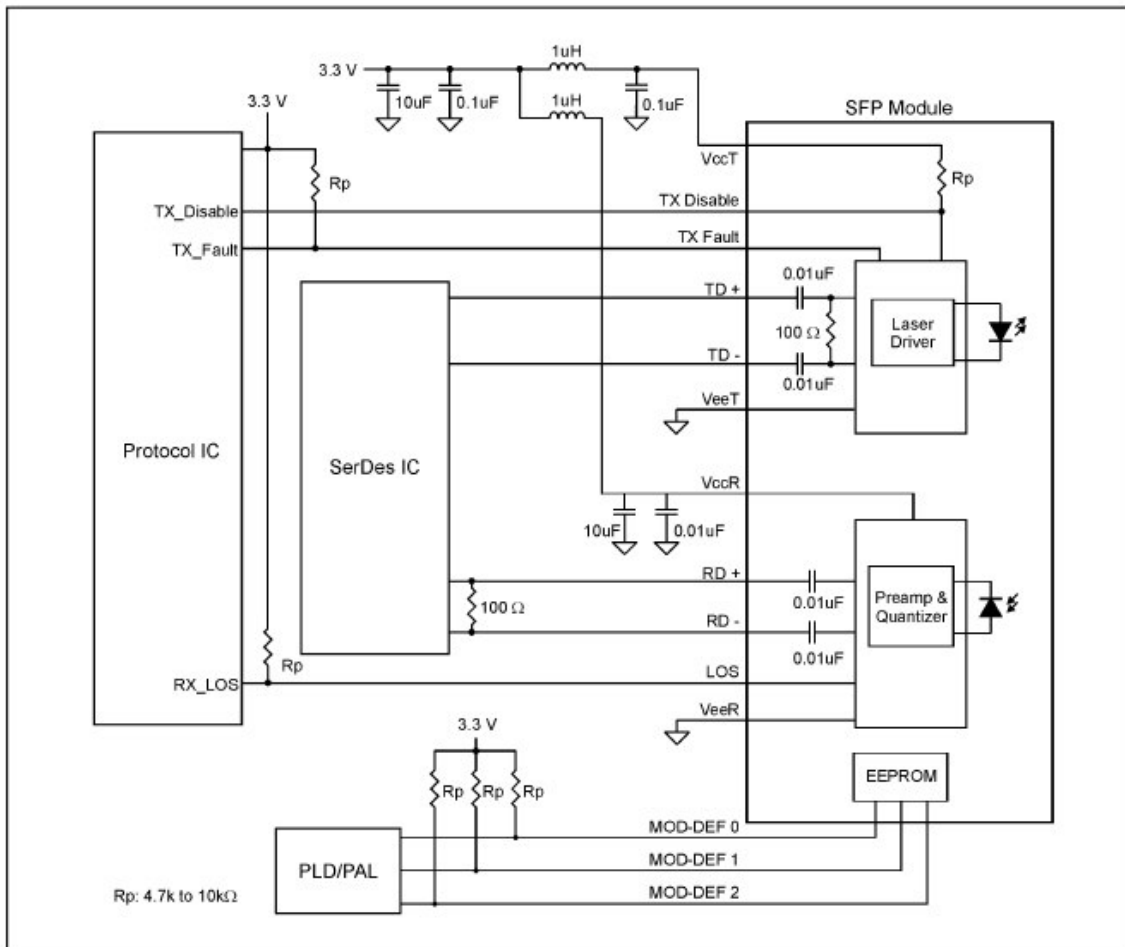 1uH
3.3 V
10uF
0.1uF
1uH
0.1uF
3.3 V
SFP Module
VccT
Rp
Rp
TX_Disable
TX Disable
TX_Fault
TX Fault
0.01uF
TD +
100 Ω
Laser
Driver
TD -
0.01uF
VeeT
Protocol IC
SerDes IC
VccR
10uF
0.01uF
RD +
0.01uF
100 Ω
Preamp &
Quantizer
RD -
0.01uF
Rp
LOS
RX_LOS
VeeR
3.3 V
EEPROM
Rp
Rp
Rp
MOD-DEF 0
PLD/PAL
MOD-DEF 1
MOD-DEF 2
Rp: 4.7k to 10kΩ